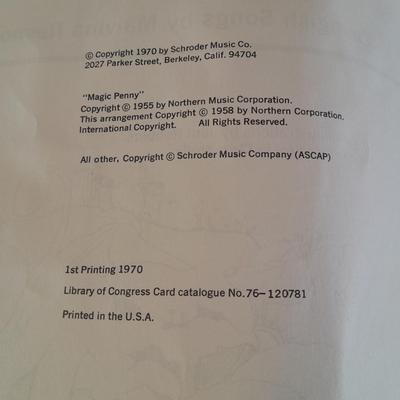 © Copyright 1970 by Schroder Music Co.
2027 Parker Street, Berkeley, Calif. 94704
"Magic Penny"
Copyright © 1955 by Northern Music Corporation.
This arrangement Copyright © 1958 by Northern Corporation.
International Copyright. All Rights Reserved.
All other, Copyright © Schroder Music Company (ASCAP)
1st Printing 1970
Library of Congress Card catalogue No. 76-120781
Printed in the U.S.A.